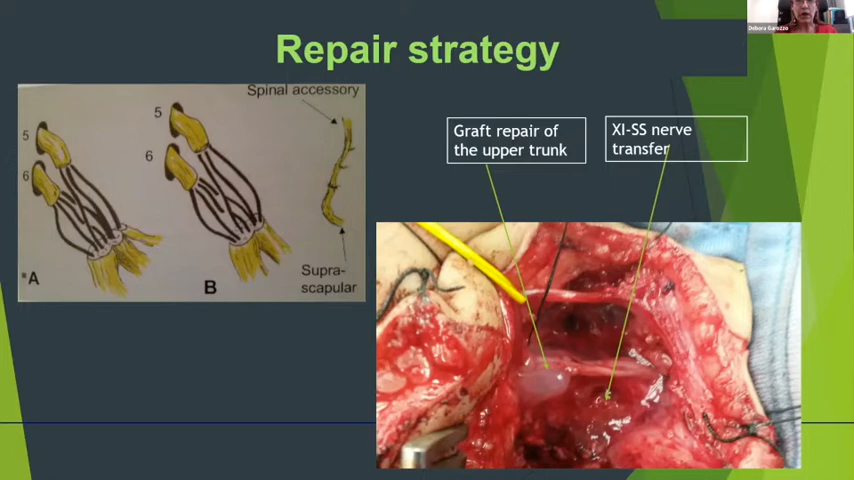 Debora Garozzo
Repair strategy
Spinal accessory
5
6
5
6
A
B
Supra-
scapular
Graft repair of
the upper trunk
XI-SS nerve
transfer